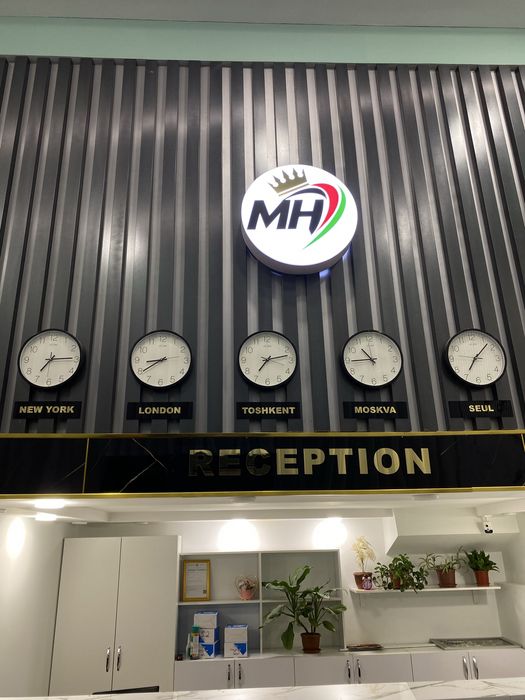 MH
NEW YORK
LONDON
TOSHKENT
MOSKVA
SEUL
RECEPTION